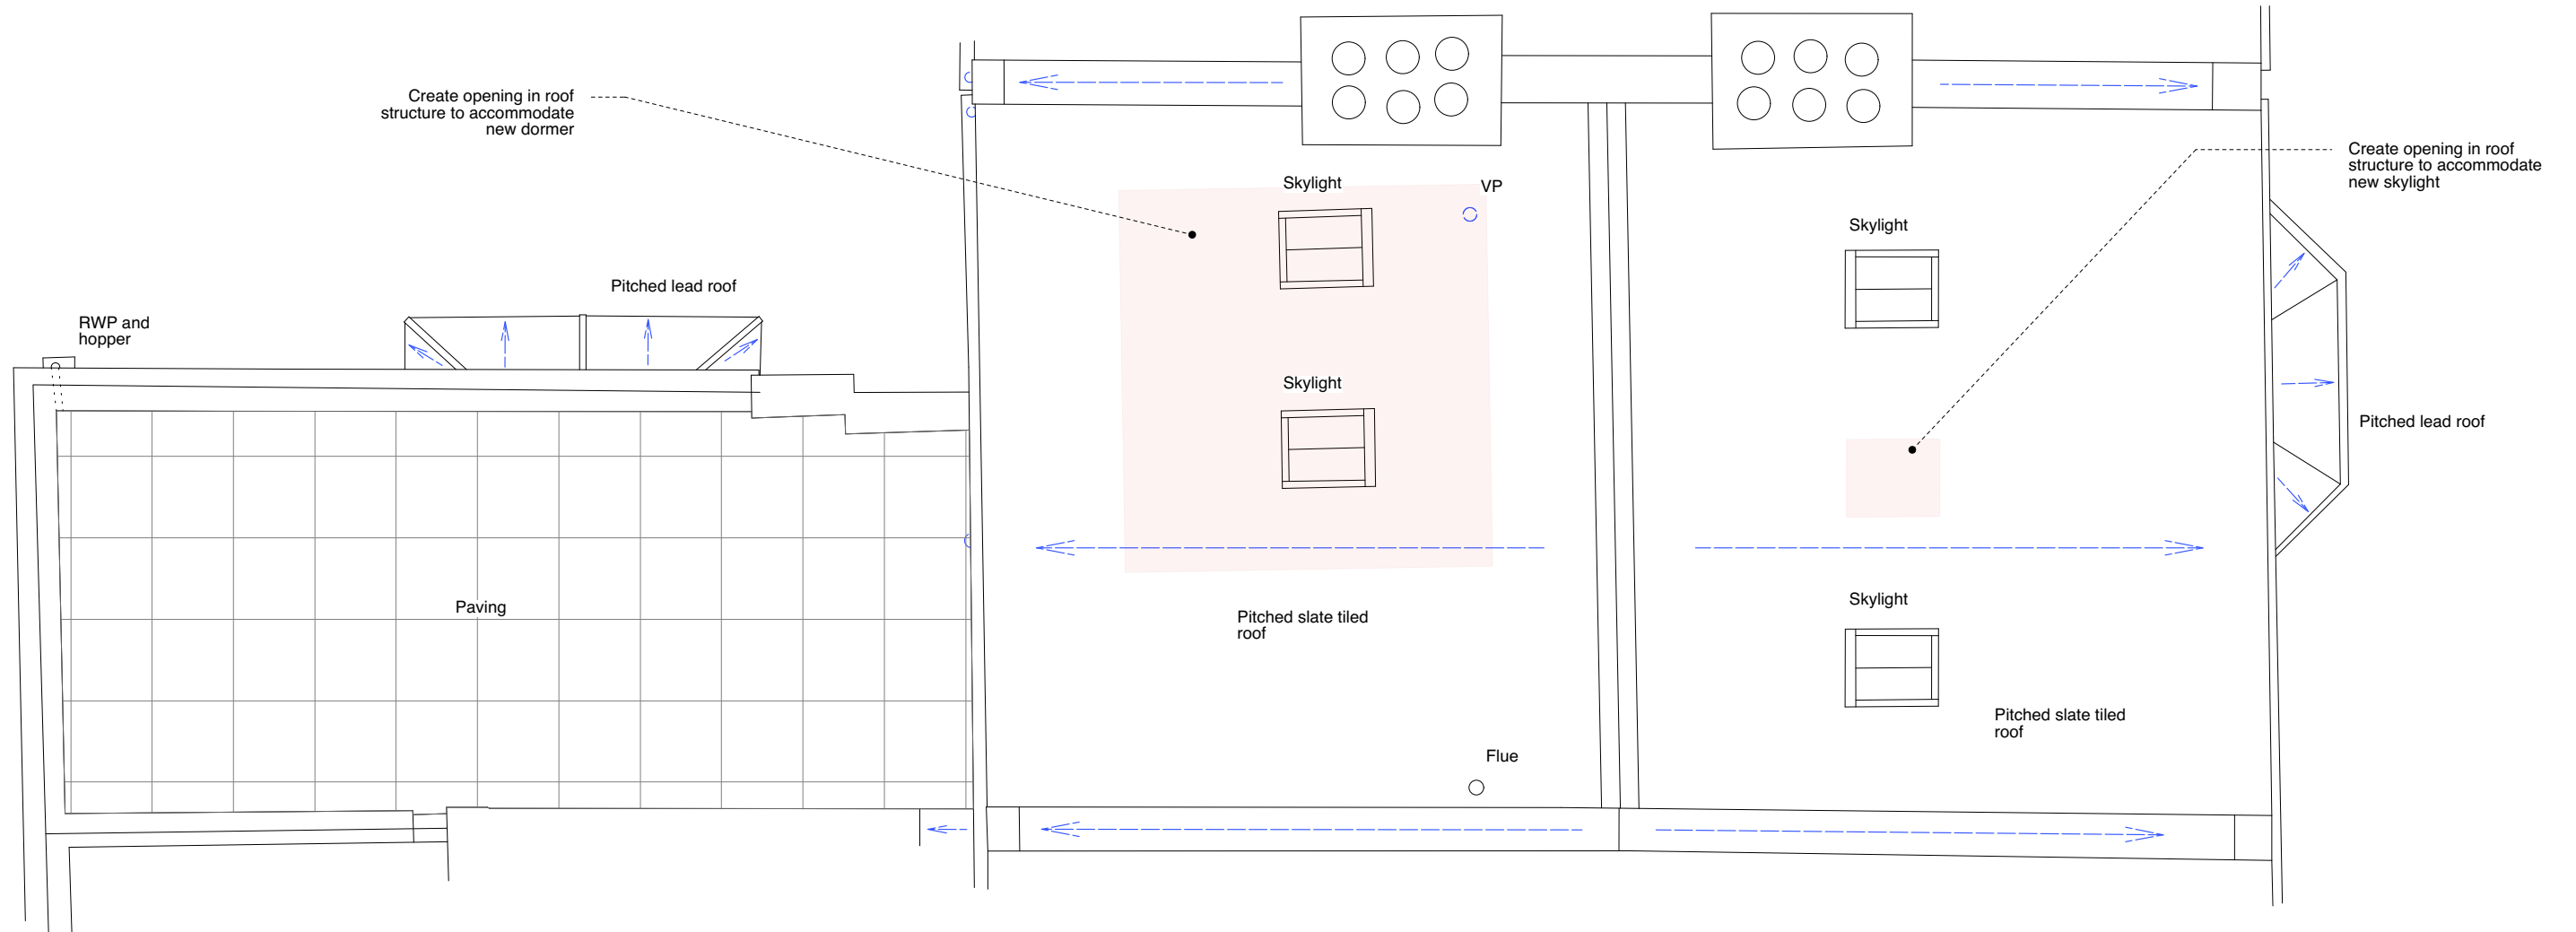 Create opening in roof
structure to accommodate
new dormer
Create opening in roof
structure to accommodate
new skylight
Skylight
VP
Skylight
Pitched lead roof
RWP and
hopper
Skylight
Pitched lead roof
Paving
Skylight
Pitched slate tiled
roof
Pitched slate tiled
roof
Flue